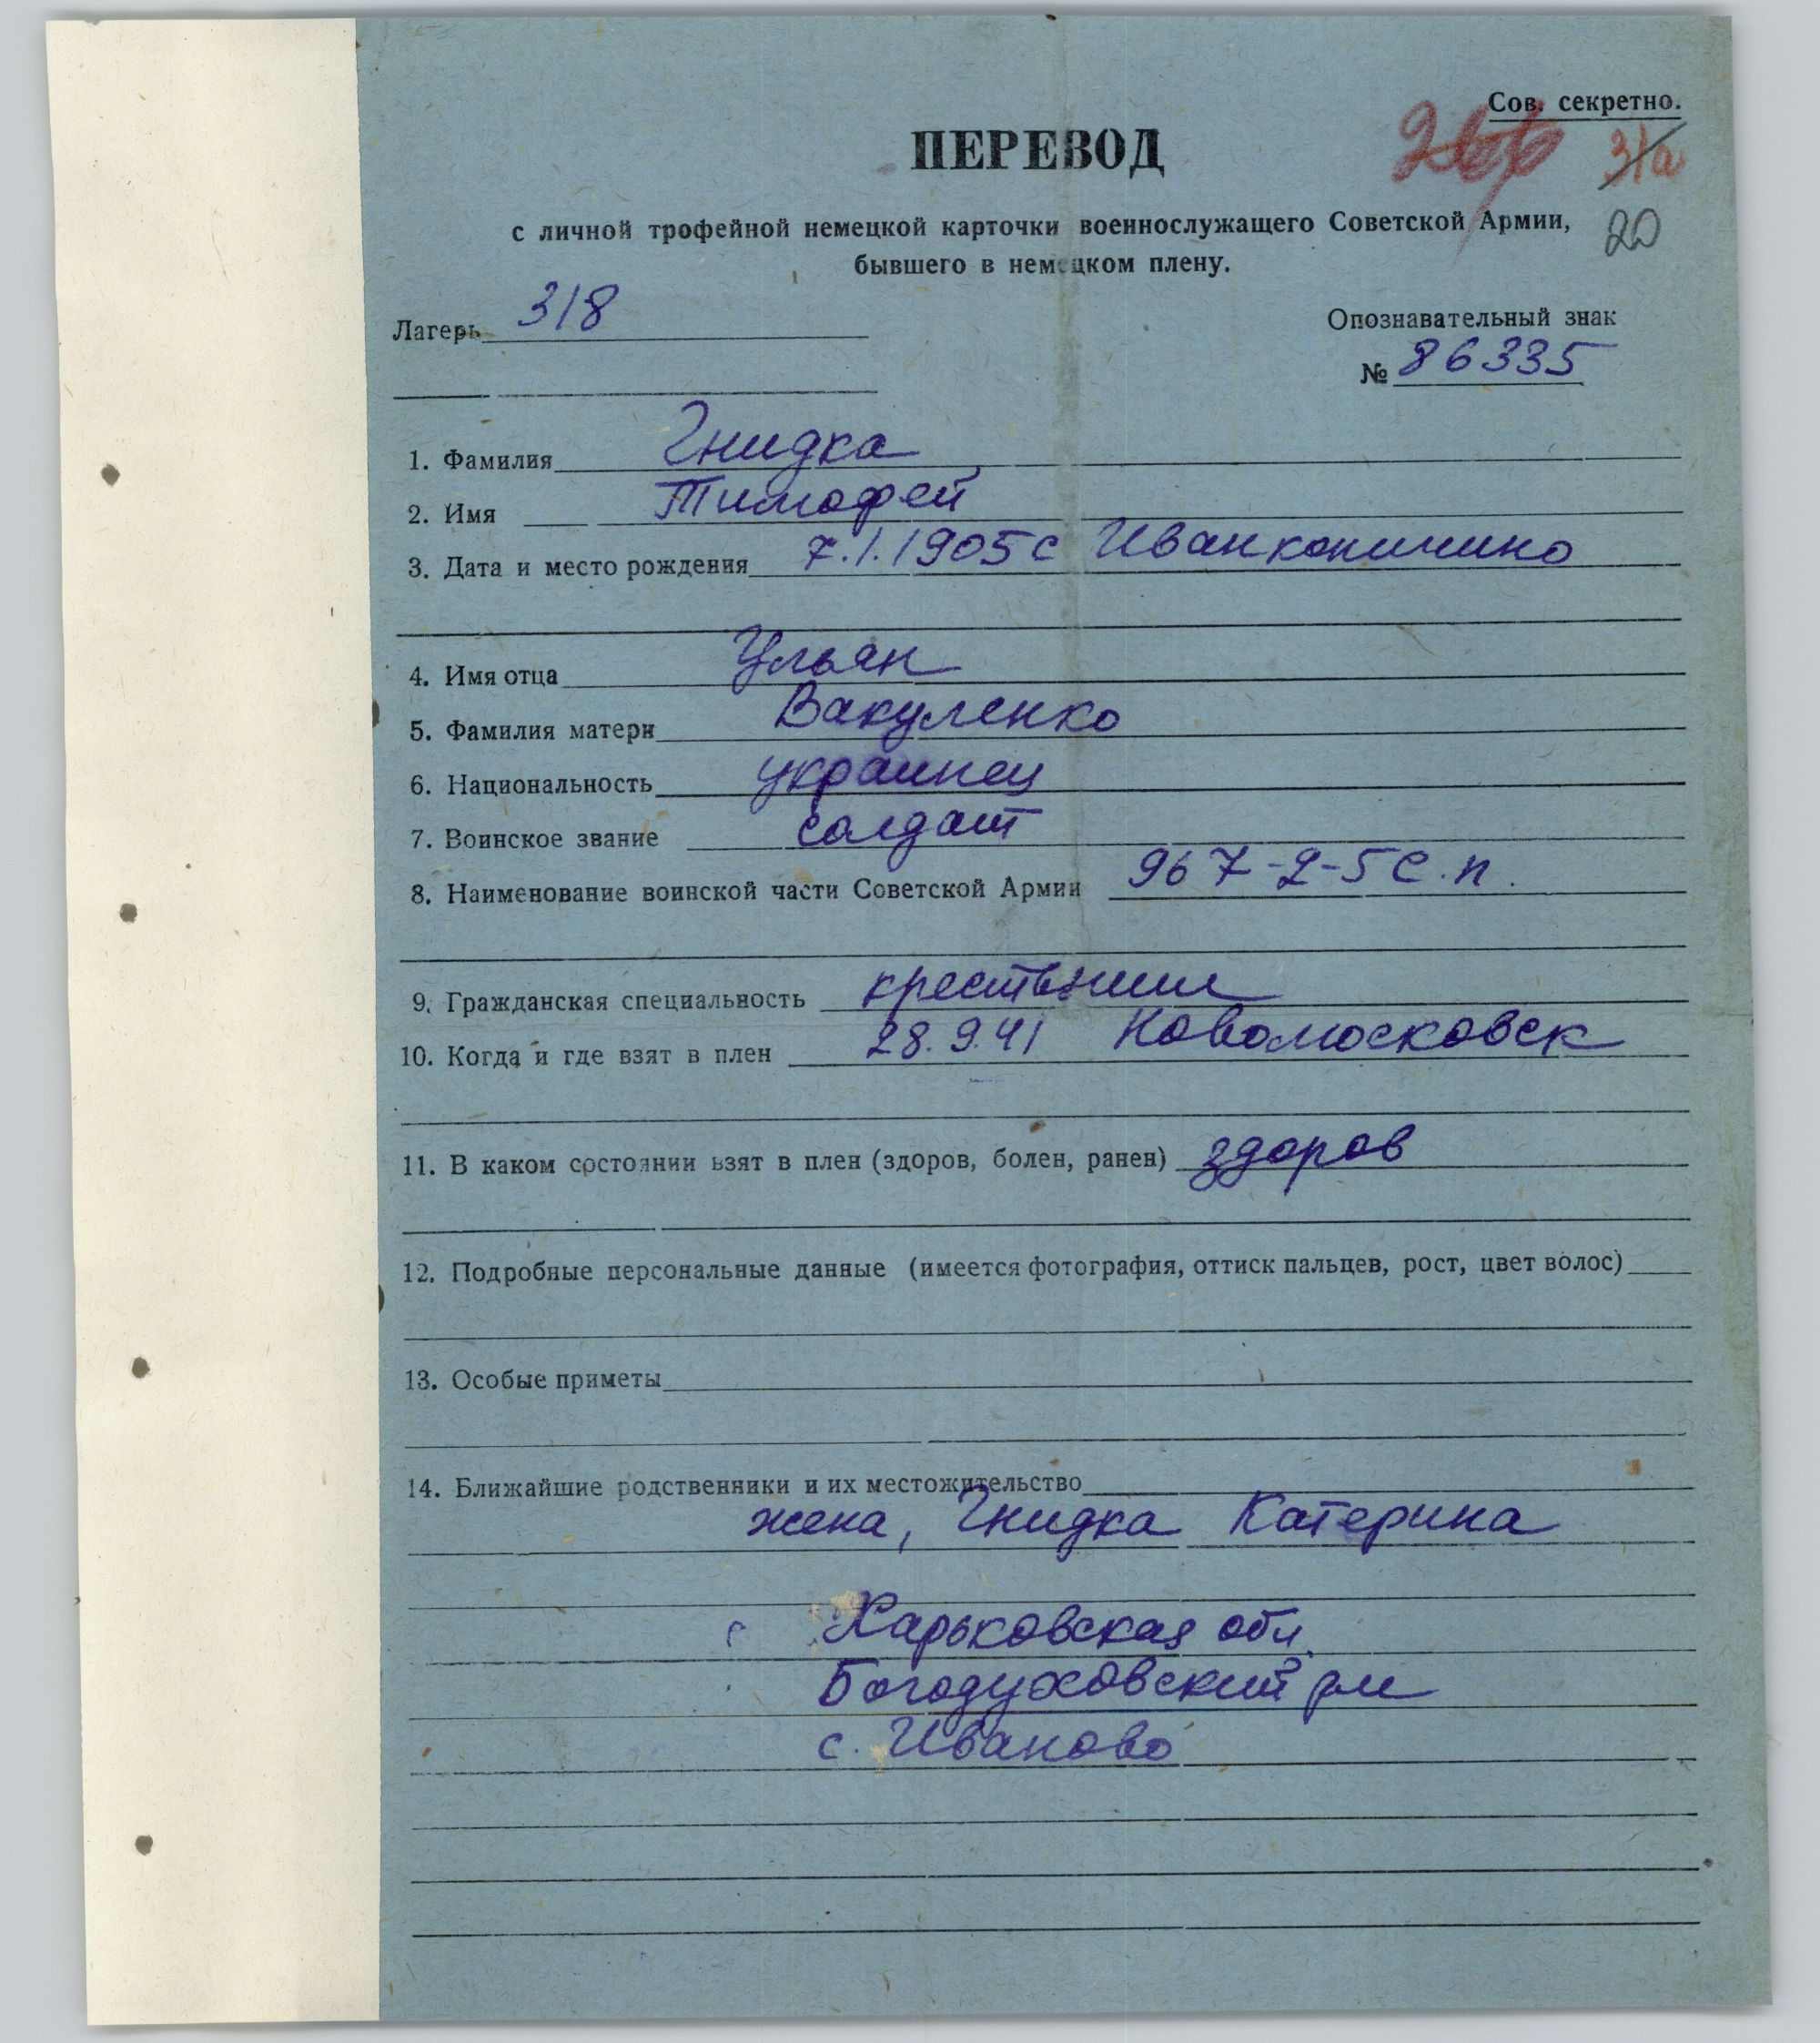 Сов. секретно.
31а
ПЕРЕВОД
с личной трофейной немецкой карточки военнослужащего Советской Армии,
20
бывшего в немецком плену.
Лагерь 318
Опознавательный знак
№ 86335
1. Фамилия Гнидка
2. Имя Тимофей
3. Дата и место рождения 7.1.1905 с
4. Имя отца Ульян
5. Фамилия матери Вакуленко
6. Национальность украинец
7. Воинское звание солдат
8. Наименование воинской части Советской Армии 967-2-5 с.п.
9. Гражданская специальность
10. Когда и где взят в плен 28.9.41 Новомосковск
11. В каком состоянии взят в плен (здоров, болен, ранен) здоров
12. Подробные персональные данные (имеется фотография, оттиск пальцев, рост, цвет волос)
13. Особые приметы
14. Ближайшие родственники и их местожительство
жена, Гнидка Катерина
Харьковская обл.
Богодуховский
с. Иваново